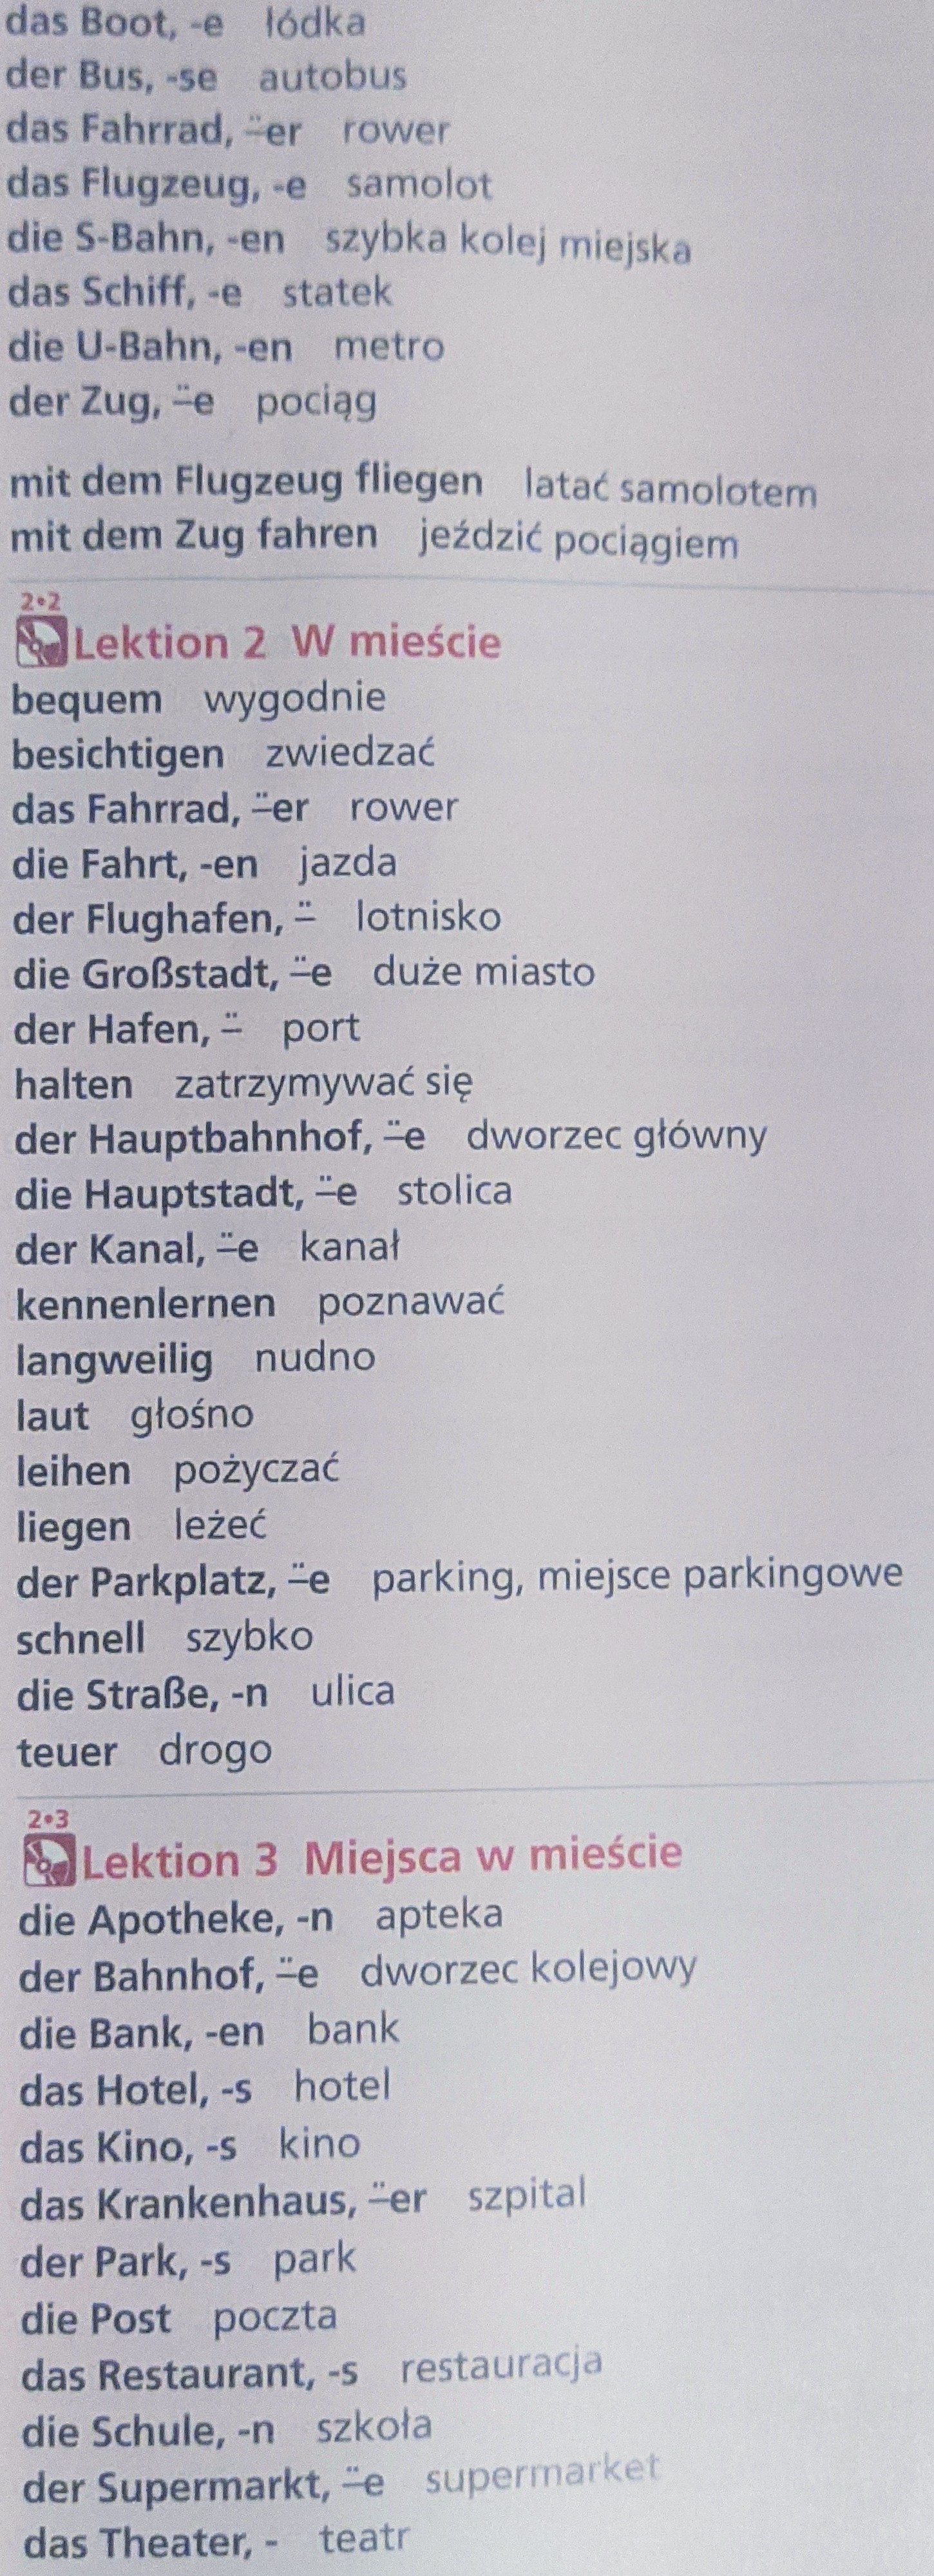 das Boot, -e łódka
der Bus, -se autobus
das Fahrrad, ¨-er rower
das Flugzeug, -e samolot
die S-Bahn, -en szybka kolej miejska
das Schiff, -e statek
die U-Bahn, -en metro
der Zug, ¨-e pociąg
mit dem Flugzeug fliegen latać samolotem
mit dem Zug fahren jeździć pociągiem
2•2
Lektion 2 W mieście
bequem wygodnie
besichtigen zwiedzać
das Fahrrad, ¨-er rower
die Fahrt, -en jazda
der Flughafen, ¨- lotnisko
die Großstadt, ¨-e duże miasto
der Hafen, ¨- port
halten zatrzymywać się
der Hauptbahnhof, ¨-e dworzec główny
die Hauptstadt, ¨-e stolica
der Kanal, ¨-e kanał
kennenlernen poznawać
langweilig nudno
laut głośno
leihen pożyczać
liegen leżeć
der Parkplatz, ¨-e parking, miejsce parkingowe
schnell szybko
die Straße, -n ulica
teuer drogo
2•3
Lektion 3 Miejsca w mieście
die Apotheke, -n apteka
der Bahnhof, ¨-e dworzec kolejowy
die Bank, -en bank
das Hotel, -s hotel
das Kino, -s kino
das Krankenhaus, ¨-er szpital
der Park, -s park
die Post poczta
das Restaurant, -s restauracja
die Schule, -n szkoła
der Supermarkt, ¨-e supermarket
das Theater, - teatr